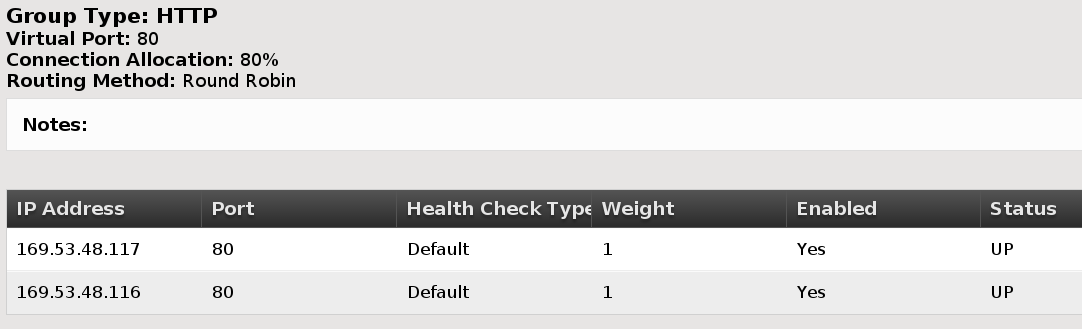 Group Type: HTTP
Virtual Port: 80
Connection Allocation: 80%
Routing Method: Round Robin
Notes:
IP Address Port Health Check Type Weight Enabled Status
169.53.48.117 80 Default 1 Yes UP
169.53.48.116 80 Default 1 Yes UP